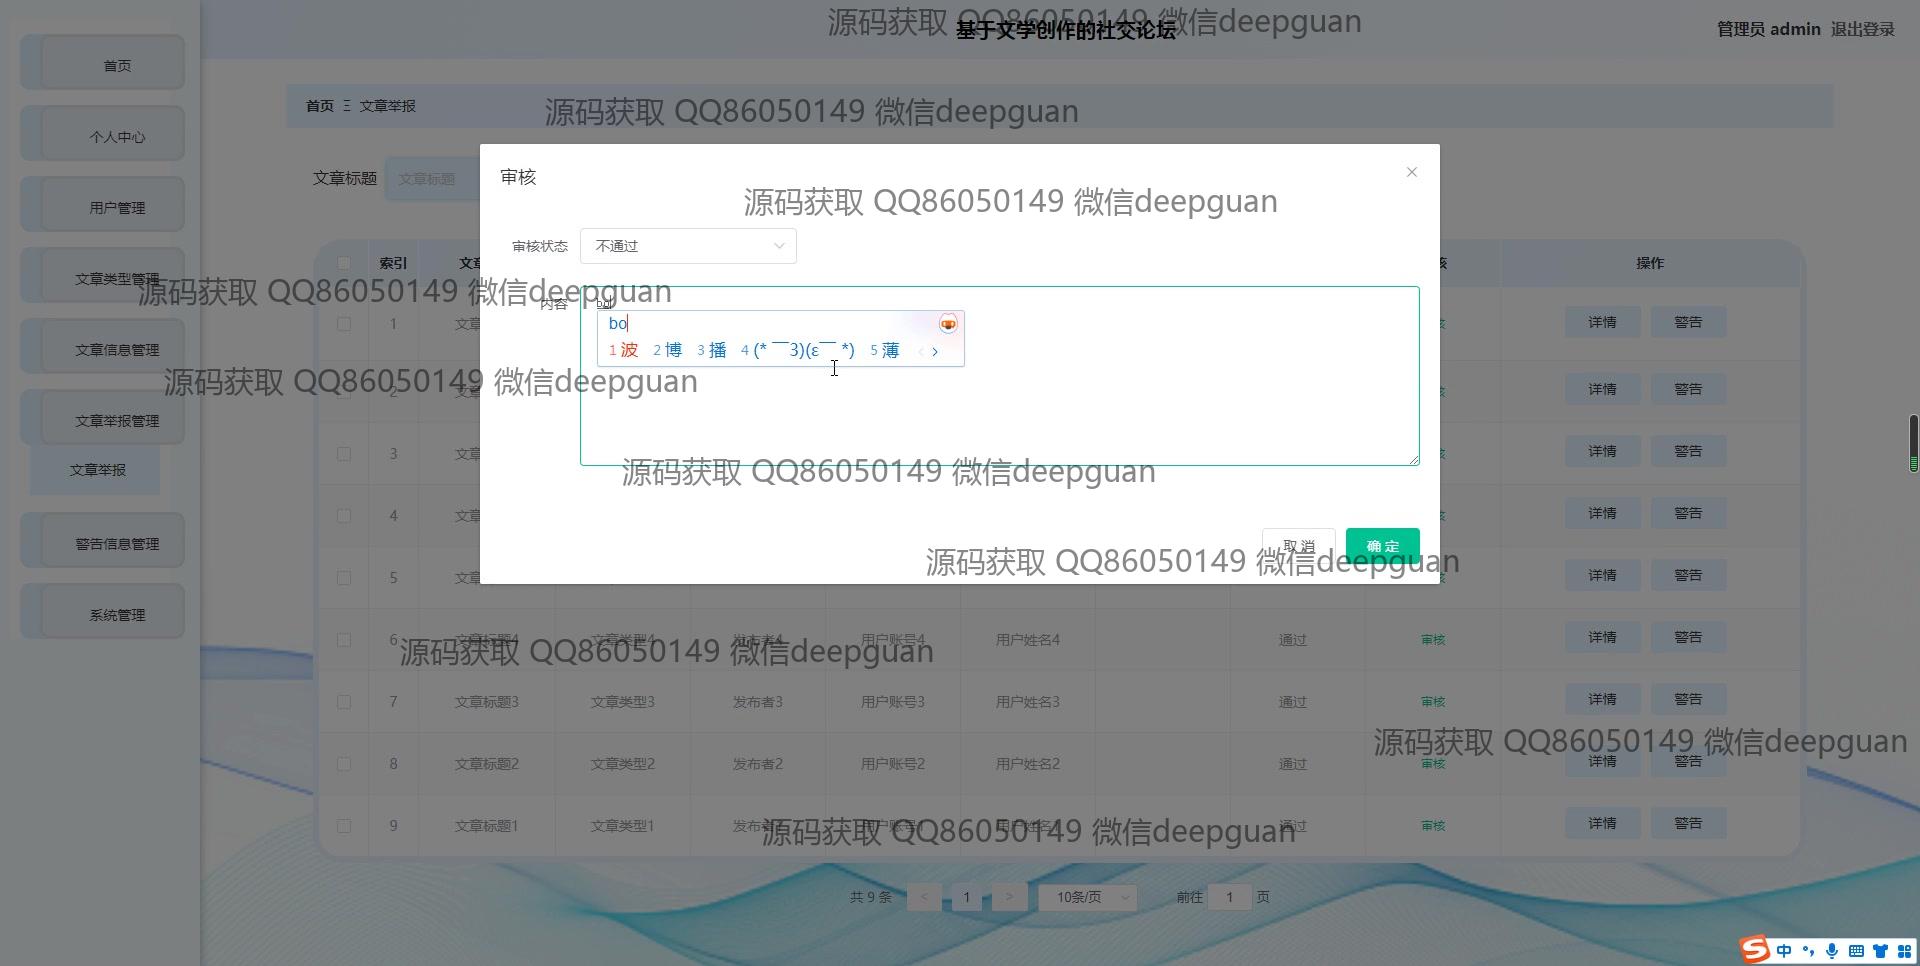 源码获取 QQ86050149 微信deepguan
基于文学创作的社交论坛
管理员 admin 退出登录
首页
个人中心
用户管理
文章类型管理
文章信息管理
文章举报管理
文章举报
警告信息管理
系统管理
首页 Ξ 文章举报
源码获取 QQ86050149 微信deepguan
文章标题 文章标题
审核
源码获取 QQ86050149 微信deepguan
审核状态 不通过
索引 操作
源码获取 QQ86050149 微信deepguan
内容
bo
1 波 2 博 3 播 4 (*￣3)(ε￣*) 5 薄
1 详情 警告
源码获取 QQ86050149 微信deepguan
2 详情 警告
3 详情 警告
源码获取 QQ86050149 微信deepguan
4 详情 警告
取消 确定
源码获取 QQ86050149 微信deepguan
5 详情 警告
6 文章标题4 文章类型4 发布者4 用户账号4 用户姓名4 通过 审核 详情 警告
源码获取 QQ86050149 微信deepguan
7 文章标题3 文章类型3 发布者3 用户账号3 用户姓名3 通过 审核 详情 警告
源码获取 QQ86050149 微信deepguan
8 文章标题2 文章类型2 发布者2 用户账号2 用户姓名2 通过 审核 详情 警告
9 文章标题1 文章类型1 发布者1 用户账号1 用户姓名1 通过 审核 详情 警告
源码获取 QQ86050149 微信deepguan
共 9 条 < 1 > 10条/页 前往 1 页
中